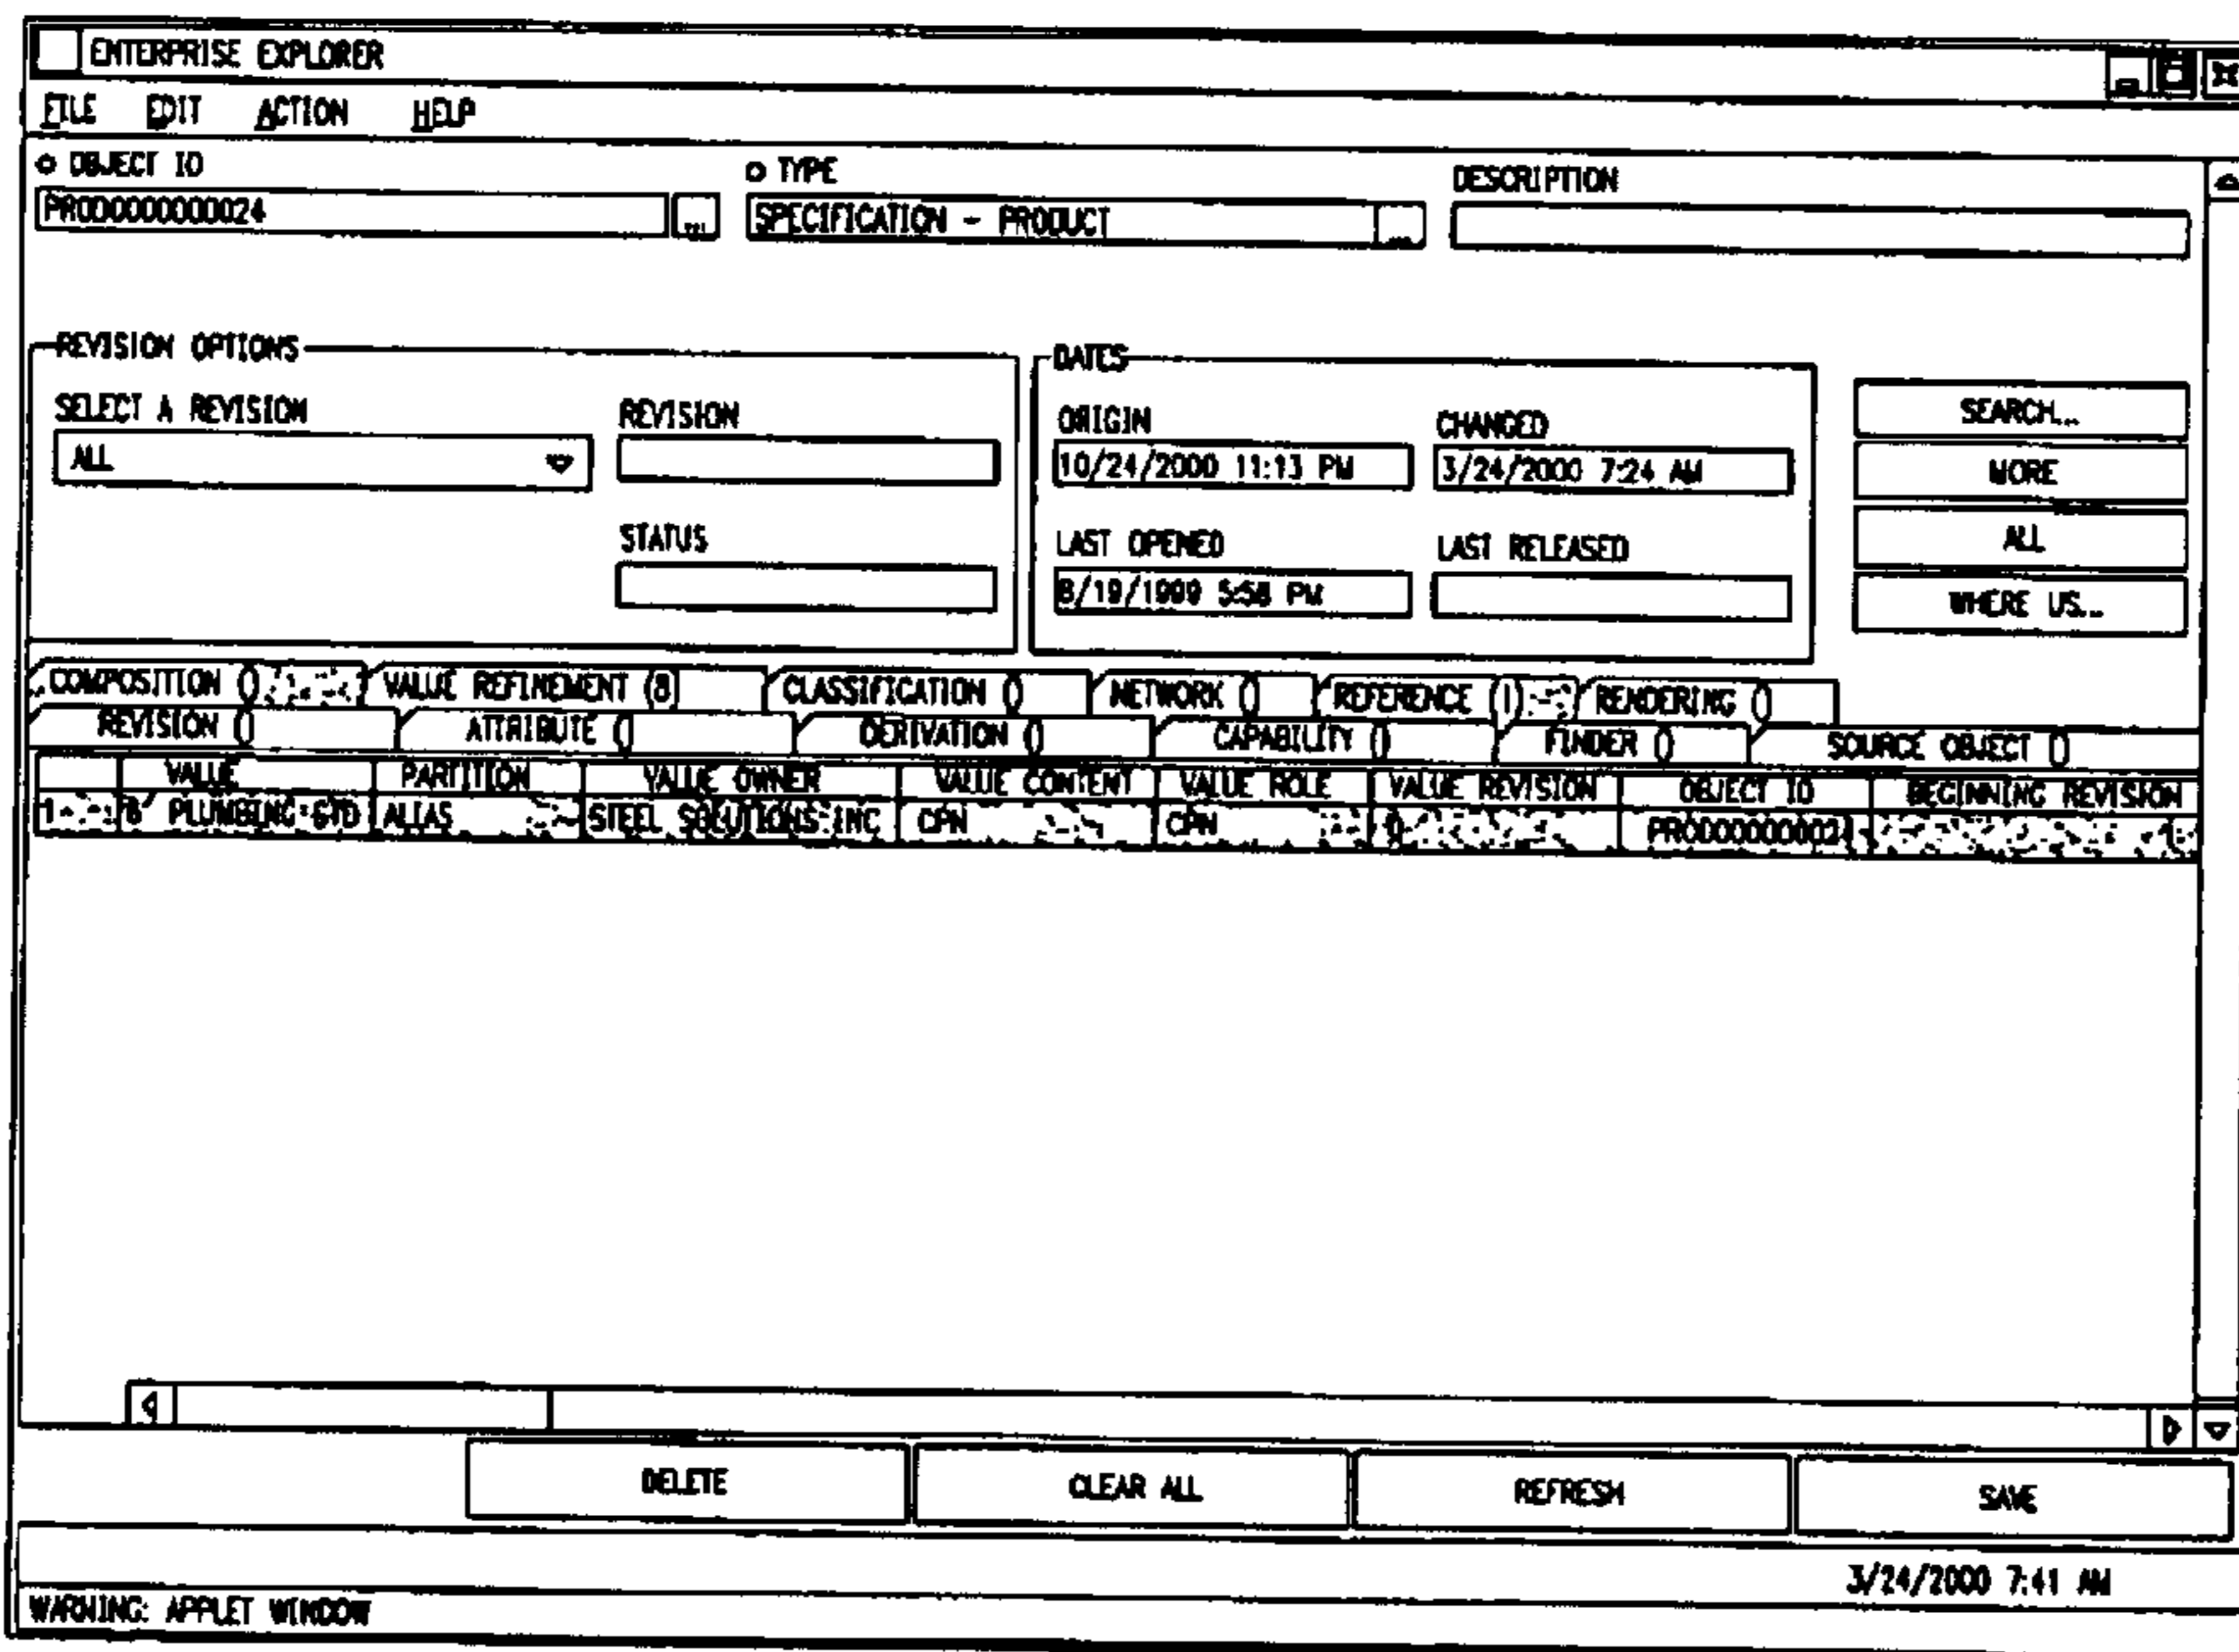 ENTERPRISE EXPLORER
FILE EDIT ACTION HELP
OBJECT ID TYPE DESCRIPTION
PROD0000000024 ... SPECIFICATION - PRODUCT ...
REVISION OPTIONS DATES
SELECT A REVISION REVISION ORIGIN CHANGED SEARCH...
ALL 10/24/2000 11:13 PM 3/24/2000 7:24 AM MORE
STATUS LAST OPENED LAST RELEASED ALL
8/19/1999 5:58 PM WHERE US...
COMPOSITION () VALUE REFINEMENT (8) CLASSIFICATION () NETWORK () REFERENCE (1) RENDERING ()
REVISION () ATTRIBUTE () DERIVATION () CAPABILITY () FINDER () SOURCE OBJECT ()
VALUE PARTITION VALUE OWNER VALUE CONTENT VALUE ROLE VALUE REVISION OBJECT ID BEGINNING REVISION
1 PLUMBING STD ALIAS STEEL SOLUTIONS INC CPN CPN 0
DELETE CLEAR ALL REFRESH SAVE
3/24/2000 7:41 AM
WARNING: APPLET WINDOW